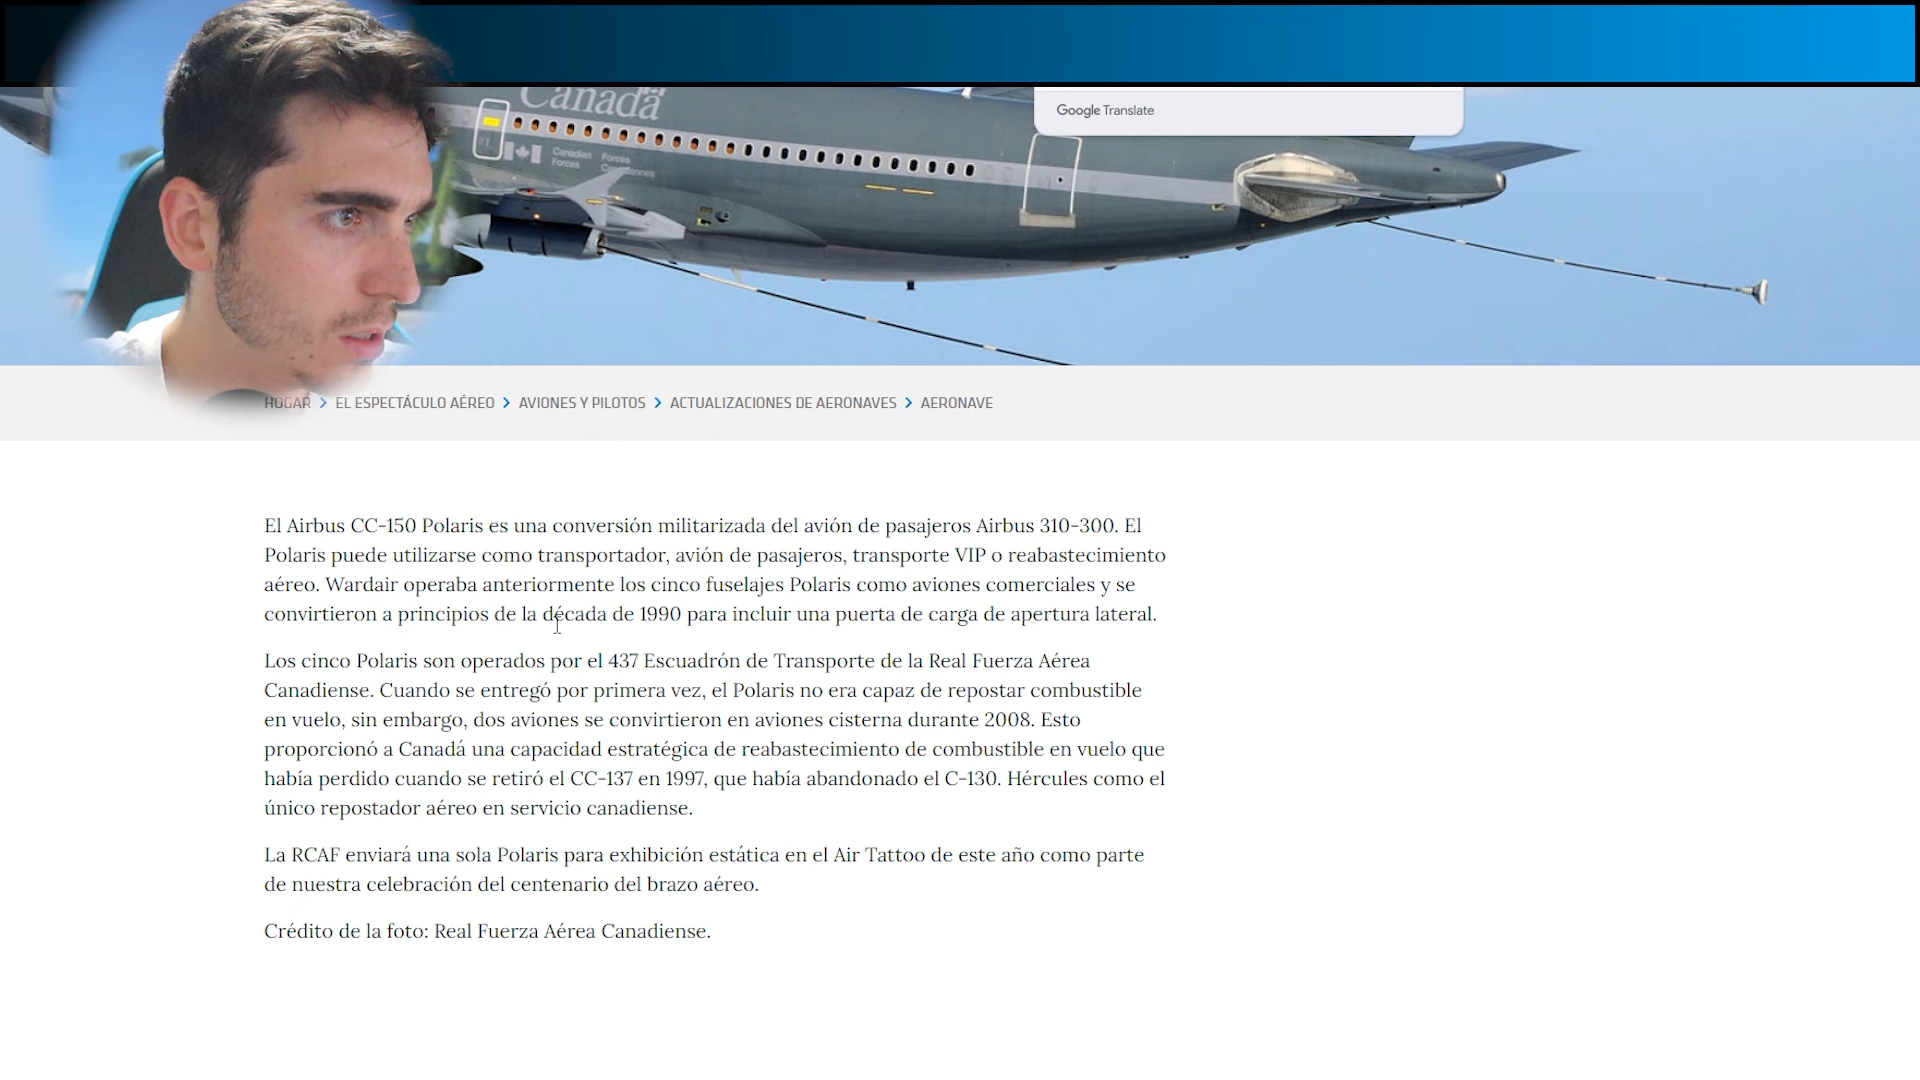 Canada
Google Translate
Canadian Forces
Forces Canadiennes
HOGAR > EL ESPECTÁCULO AÉREO > AVIONES Y PILOTOS > ACTUALIZACIONES DE AERONAVES > AERONAVE
El Airbus CC-150 Polaris es una conversión militarizada del avión de pasajeros Airbus 310-300. El
Polaris puede utilizarse como transportador, avión de pasajeros, transporte VIP o reabastecimiento
aéreo. Wardair operaba anteriormente los cinco fuselajes Polaris como aviones comerciales y se
convirtieron a principios de la década de 1990 para incluir una puerta de carga de apertura lateral.
Los cinco Polaris son operados por el 437 Escuadrón de Transporte de la Real Fuerza Aérea
Canadiense. Cuando se entregó por primera vez, el Polaris no era capaz de repostar combustible
en vuelo, sin embargo, dos aviones se convirtieron en aviones cisterna durante 2008. Esto
proporcionó a Canadá una capacidad estratégica de reabastecimiento de combustible en vuelo que
había perdido cuando se retiró el CC-137 en 1997, que había abandonado el C-130. Hércules como el
único repostador aéreo en servicio canadiense.
La RCAF enviará una sola Polaris para exhibición estática en el Air Tattoo de este año como parte
de nuestra celebración del centenario del brazo aéreo.
Crédito de la foto: Real Fuerza Aérea Canadiense.